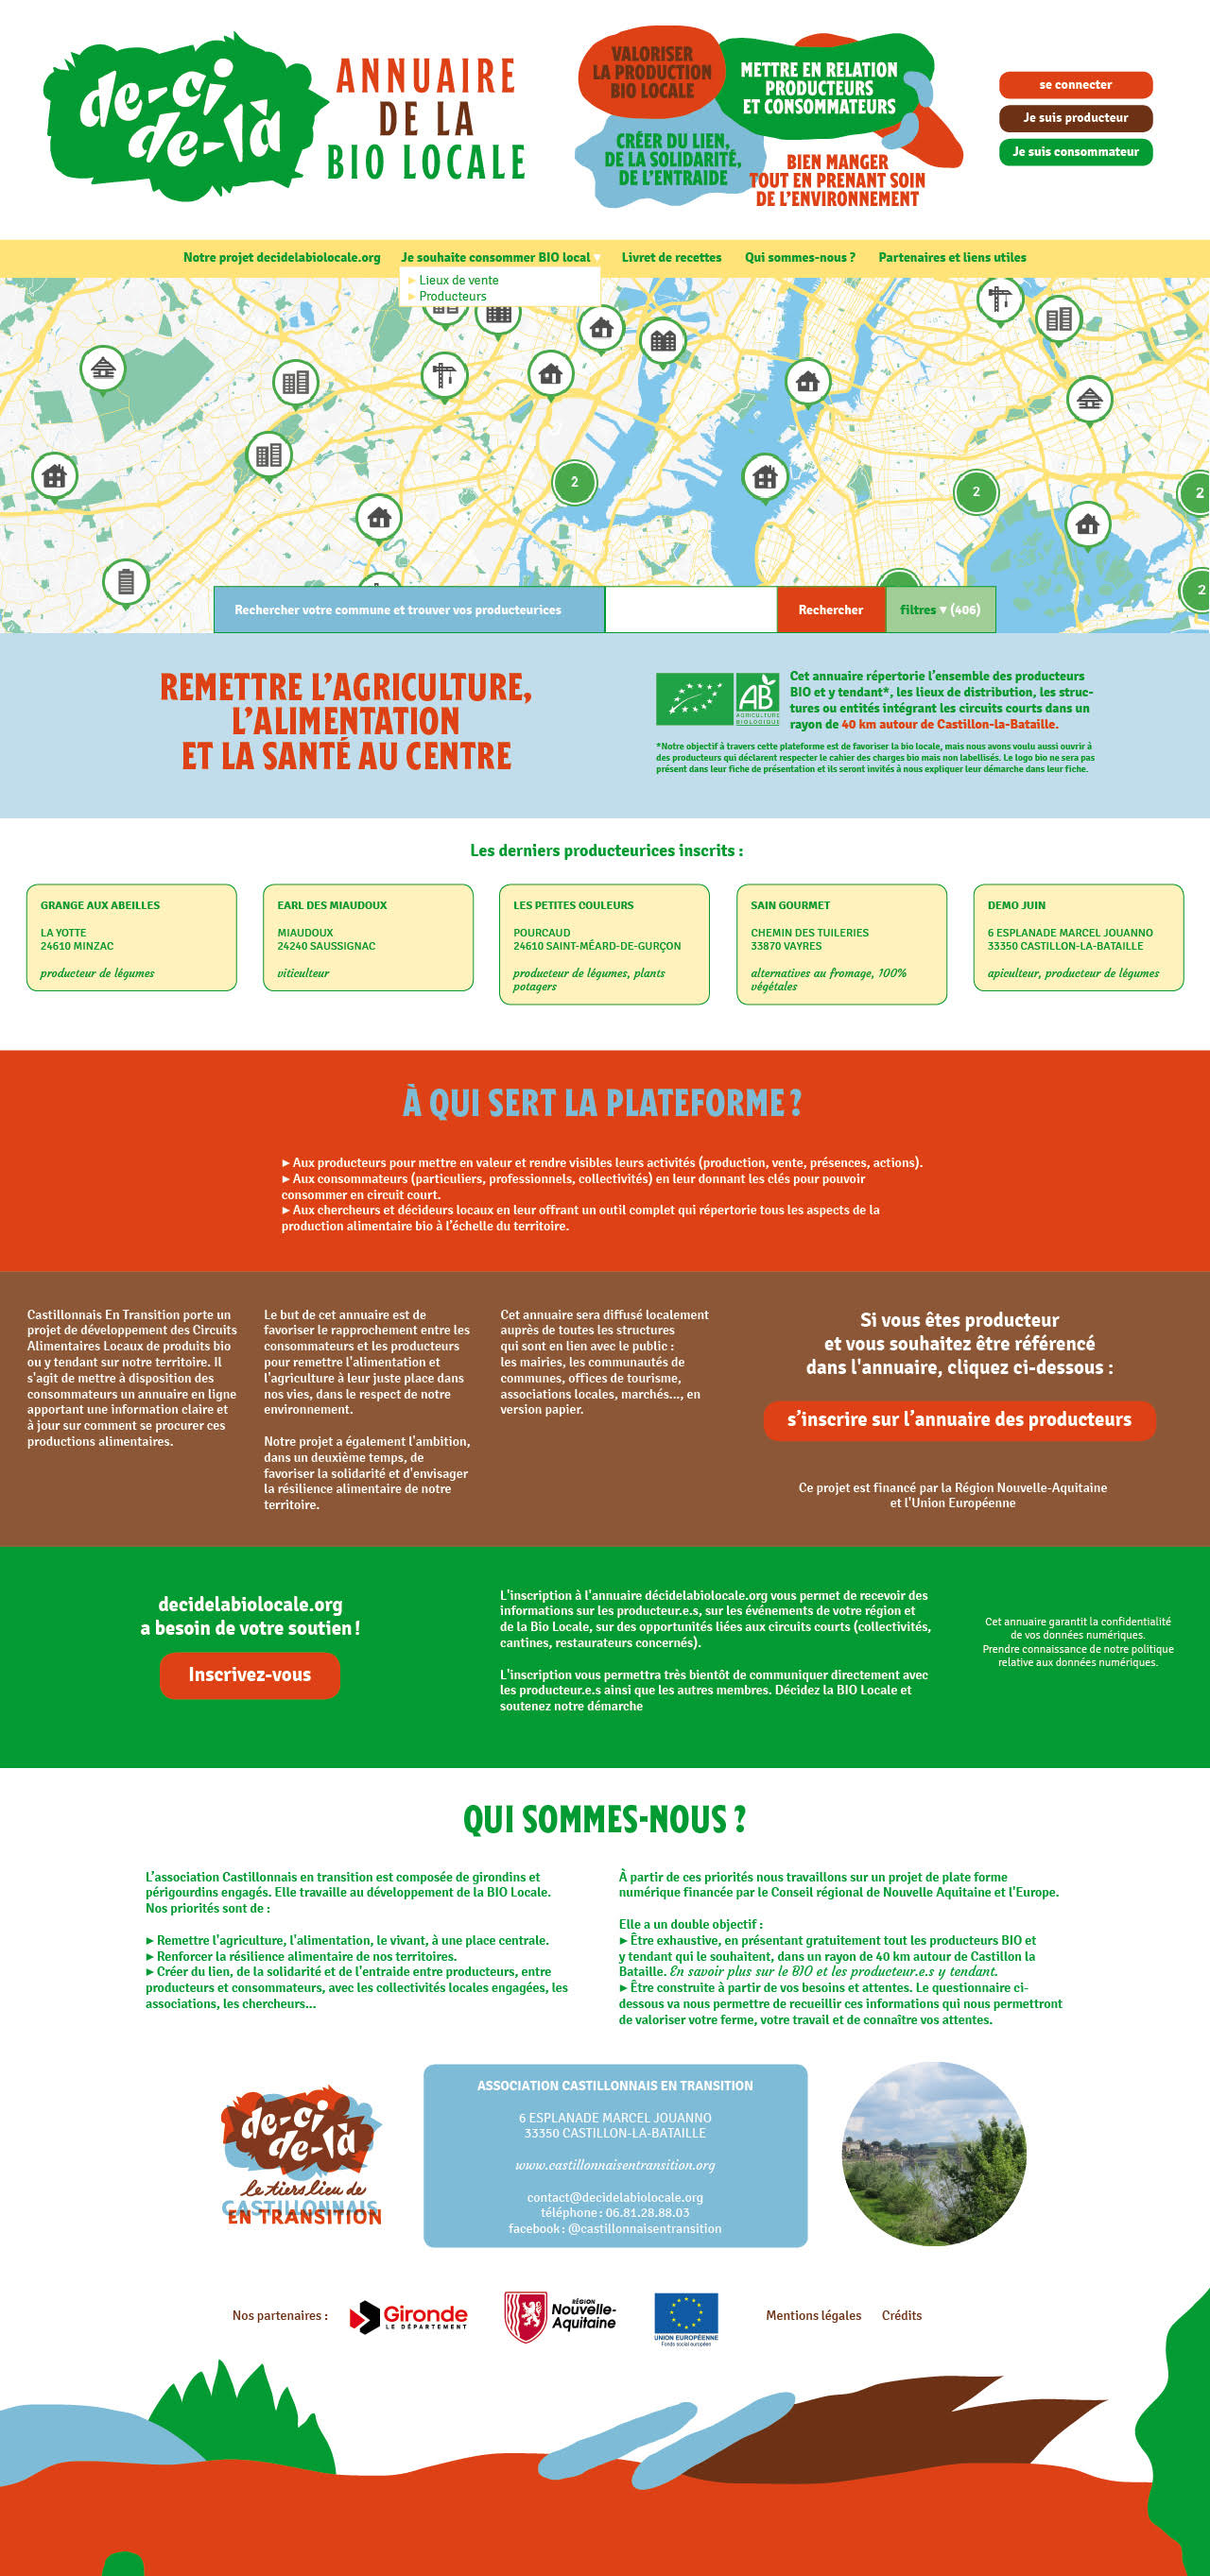 de-ci
de-là
ANNUAIRE
DE LA
BIO LOCALE
VALORISER
LA PRODUCTION
BIO LOCALE
METTRE EN RELATION
PRODUCTEURS
ET CONSOMMATEURS
CRÉER DU LIEN,
DE LA SOLIDARITÉ,
DE L'ENTRAIDE
BIEN MANGER
TOUT EN PRENANT SOIN
DE L'ENVIRONNEMENT
se connecter
Je suis producteur
Je suis consommateur
Notre projet decidelabiolocale.org Je souhaite consommer BIO local ▼ Livret de recettes Qui sommes-nous ? Partenaires et liens utiles
► Lieux de vente
► Producteurs
2
2
2
2
Rechercher votre commune et trouver vos producteurices
Rechercher
filtres ▼ (406)
REMETTRE L'AGRICULTURE,
L'ALIMENTATION
ET LA SANTÉ AU CENTRE
AB
AGRICULTURE
BIOLOGIQUE
Cet annuaire répertorie l'ensemble des producteurs
BIO et y tendant*, les lieux de distribution, les struc-
tures ou entités intégrant les circuits courts dans un
rayon de 40 km autour de Castillon-la-Bataille.
*Notre objectif à travers cette plateforme est de favoriser la bio locale, mais nous avons voulu aussi ouvrir à
des producteurs qui déclarent respecter le cahier des charges bio mais non labellisés. Le logo bio ne sera pas
présent dans leur fiche de présentation et ils seront invités à nous expliquer leur démarche dans leur fiche.
Les derniers producteurices inscrits :
GRANGE AUX ABEILLES
LA YOTTE
24610 MINZAC
producteur de légumes
EARL DES MIAUDOUX
MIAUDOUX
24240 SAUSSIGNAC
viticulteur
LES PETITES COULEURS
POURCAUD
24610 SAINT-MÉARD-DE-GURÇON
producteur de légumes, plants
potagers
SAIN GOURMET
CHEMIN DES TUILERIES
33870 VAYRES
alternatives au fromage, 100%
végétales
DEMO JUIN
6 ESPLANADE MARCEL JOUANNO
33350 CASTILLON-LA-BATAILLE
apiculteur, producteur de légumes
À QUI SERT LA PLATEFORME ?
► Aux producteurs pour mettre en valeur et rendre visibles leurs activités (production, vente, présences, actions).
► Aux consommateurs (particuliers, professionnels, collectivités) en leur donnant les clés pour pouvoir
consommer en circuit court.
► Aux chercheurs et décideurs locaux en leur offrant un outil complet qui répertorie tous les aspects de la
production alimentaire bio à l'échelle du territoire.
Castillonnais En Transition porte un
projet de développement des Circuits
Alimentaires Locaux de produits bio
ou y tendant sur notre territoire. Il
s'agit de mettre à disposition des
consommateurs un annuaire en ligne
apportant une information claire et
à jour sur comment se procurer ces
productions alimentaires.
Le but de cet annuaire est de
favoriser le rapprochement entre les
consommateurs et les producteurs
pour remettre l'alimentation et
l'agriculture à leur juste place dans
nos vies, dans le respect de notre
environnement.
Notre projet a également l'ambition,
dans un deuxième temps, de
favoriser la solidarité et d'envisager
la résilience alimentaire de notre
territoire.
Cet annuaire sera diffusé localement
auprès de toutes les structures
qui sont en lien avec le public :
les mairies, les communautés de
communes, offices de tourisme,
associations locales, marchés..., en
version papier.
Si vous êtes producteur
et vous souhaitez être référencé
dans l'annuaire, cliquez ci-dessous :
s'inscrire sur l'annuaire des producteurs
Ce projet est financé par la Région Nouvelle-Aquitaine
et l'Union Européenne
decidelabiolocale.org
a besoin de votre soutien !
Inscrivez-vous
L'inscription à l'annuaire décidelabiolocale.org vous permet de recevoir des
informations sur les producteur.e.s, sur les événements de votre région et
de la Bio Locale, sur des opportunités liées aux circuits courts (collectivités,
cantines, restaurateurs concernés).
L'inscription vous permettra très bientôt de communiquer directement avec
les producteur.e.s ainsi que les autres membres. Décidez la BIO Locale et
soutenez notre démarche
Cet annuaire garantit la confidentialité
de vos données numériques.
Prendre connaissance de notre politique
relative aux données numériques.
QUI SOMMES-NOUS ?
L'association Castillonnais en transition est composée de girondins et
périgourdins engagés. Elle travaille au développement de la BIO Locale.
Nos priorités sont de :
► Remettre l'agriculture, l'alimentation, le vivant, à une place centrale.
► Renforcer la résilience alimentaire de nos territoires.
► Créer du lien, de la solidarité et de l'entraide entre producteurs, entre
producteurs et consommateurs, avec les collectivités locales engagées, les
associations, les chercheurs...
À partir de ces priorités nous travaillons sur un projet de plate forme
numérique financée par le Conseil régional de Nouvelle Aquitaine et l'Europe.
Elle a un double objectif :
► Être exhaustive, en présentant gratuitement tout les producteurs BIO et
y tendant qui le souhaitent, dans un rayon de 40 km autour de Castillon la
Bataille. En savoir plus sur le BIO et les producteur.e.s y tendant.
► Être construite à partir de vos besoins et attentes. Le questionnaire ci-
dessous va nous permettre de recueillir ces informations qui nous permettront
de valoriser votre ferme, votre travail et de connaître vos attentes.
de-ci
de-là
le tiers lieu de
CASTILLONNAIS
EN TRANSITION
ASSOCIATION CASTILLONNAIS EN TRANSITION
6 ESPLANADE MARCEL JOUANNO
33350 CASTILLON-LA-BATAILLE
www.castillonnaisentransition.org
contact@decidelabiolocale.org
téléphone : 06.81.28.88.03
facebook : @castillonnaisentransition
Nos partenaires :
Gironde
LE DÉPARTEMENT
RÉGION
Nouvelle-
Aquitaine
UNION EUROPÉENNE
Fonds social européen
Mentions légales Crédits